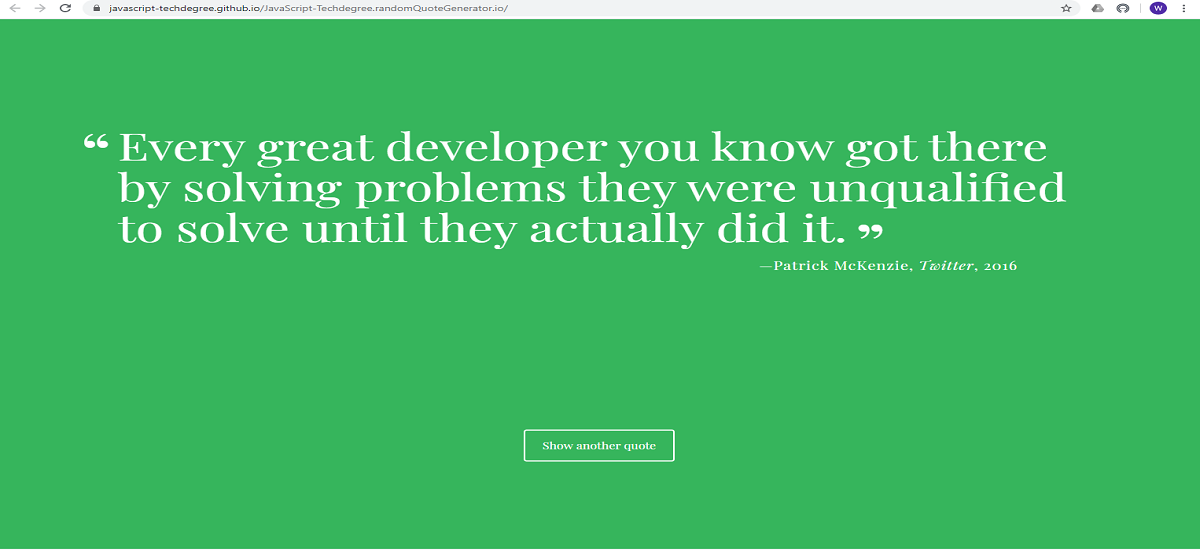 javascript-techdegree.github.io/JavaScript-Techdegree.randomQuoteGenerator.io/
W
“ Every great developer you know got there
by solving problems they were unqualified
to solve until they actually did it. ”
—Patrick McKenzie, Twitter, 2016
Show another quote